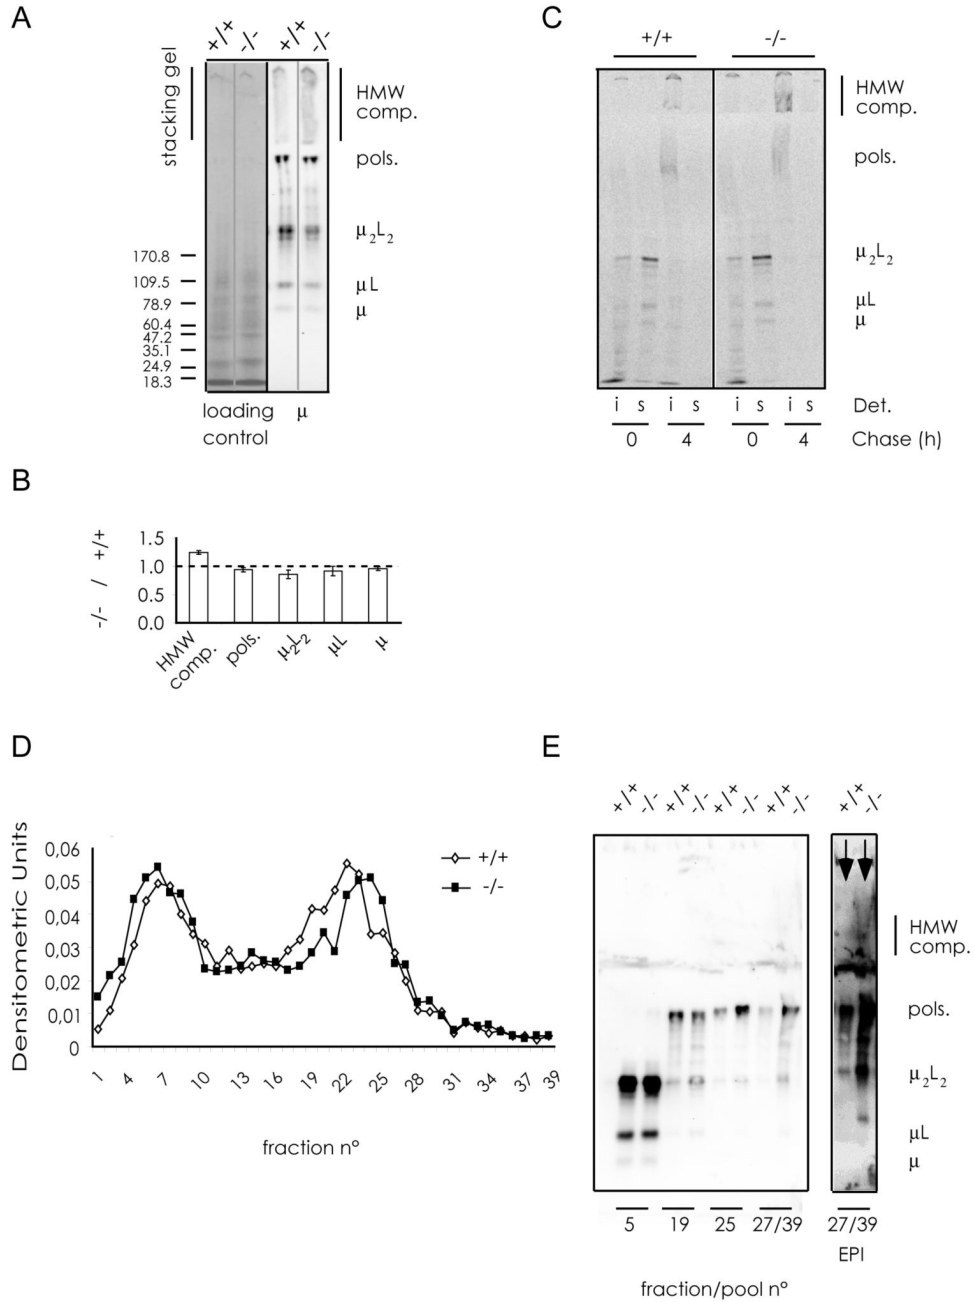 A
+/+ -/- +/+ -/-
stacking gel
HMW
comp.
pols.
μ2L2
μL
μ
170.8
109.5
78.9
60.4
47.2
35.1
24.9
18.3
loading
control
μ
B
-/- / +/+
1.5
1.0
0.5
0.0
HMW
comp.
pols.
μ2L2
μL
μ
C
+/+ -/-
HMW
comp.
pols.
μ2L2
μL
μ
i s i s i s i s Det.
0 4 0 4 Chase (h)
D
Densitometric Units
0,06
0,05
0,04
0,03
0,02
0,01
0
+/+
-/-
1 4 7 10 13 16 19 22 25 28 31 34 37 39
fraction n°
E
+/+ -/- +/+ -/- +/+ -/- +/+ -/- +/+ -/-
HMW
comp.
pols.
μ2L2
μL
μ
5 19 25 27/39 27/39
EPI
fraction/pool n°